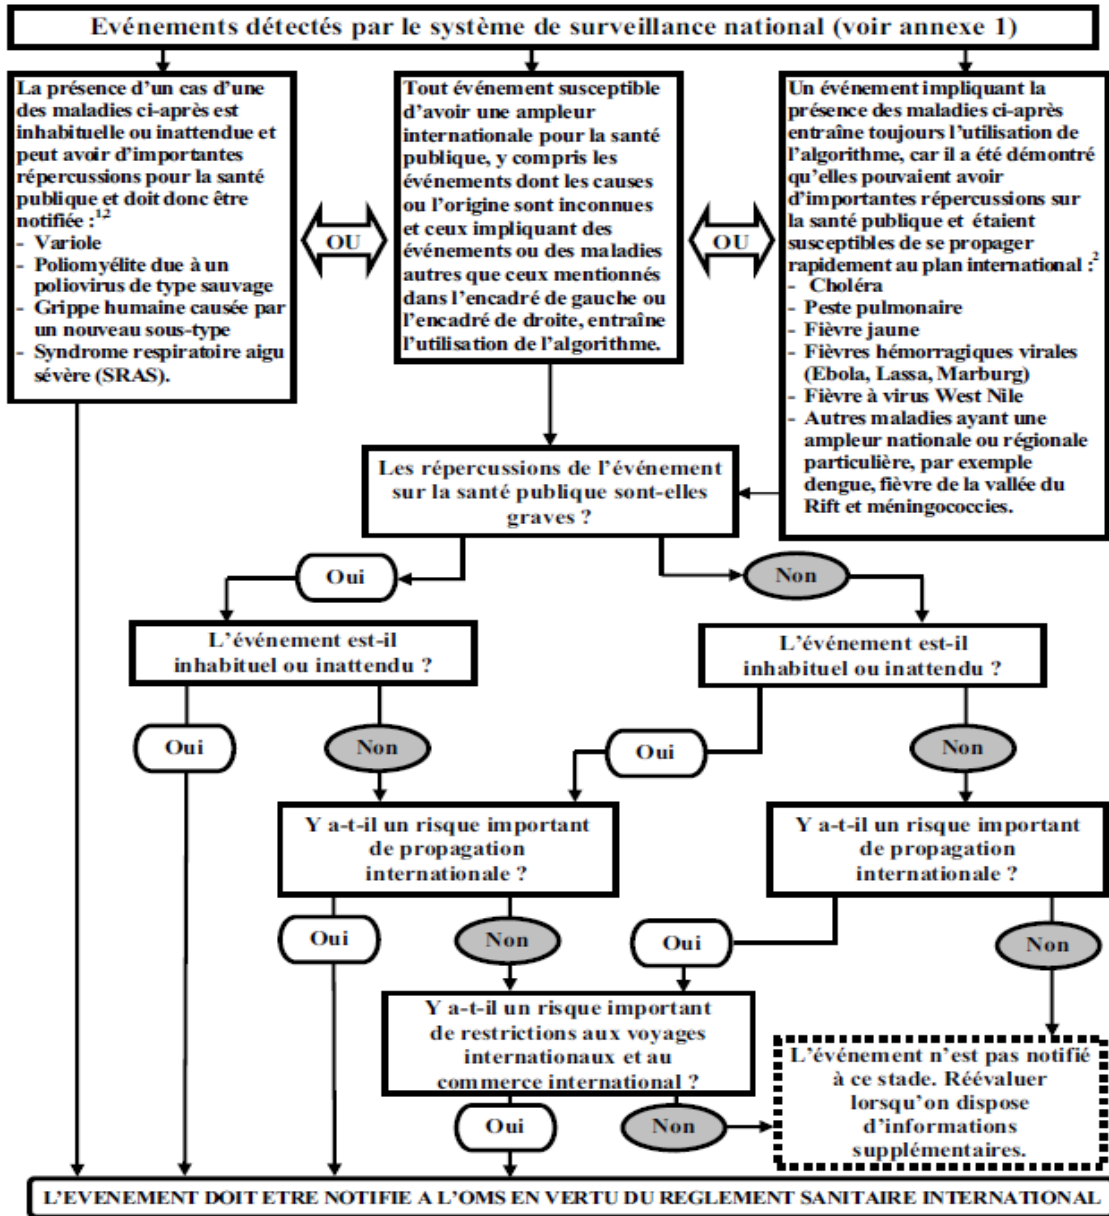 Evénements détectés par le système de surveillance national (voir annexe 1)
La présence d'un cas d'une
des maladies ci-après est
inhabituelle ou inattendue et
peut avoir d'importantes
répercussions pour la santé
publique et doit donc être
notifiée :1,2
- Variole
- Poliomyélite due à un
poliovirus de type sauvage
- Grippe humaine causée par
un nouveau sous-type
- Syndrome respiratoire aigu
sévère (SRAS).
OU
Tout événement susceptible
d'avoir une ampleur
internationale pour la santé
publique, y compris les
événements dont les causes
ou l'origine sont inconnues
et ceux impliquant des
événements ou des maladies
autres que ceux mentionnés
dans l'encadré de gauche ou
l'encadré de droite, entraîne
l'utilisation de l'algorithme.
OU
Un événement impliquant la
présence des maladies ci-après
entraîne toujours l'utilisation de
l'algorithme, car il a été démontré
qu'elles pouvaient avoir
d'importantes répercussions sur
la santé publique et étaient
susceptibles de se propager
rapidement au plan international :2
- Choléra
- Peste pulmonaire
- Fièvre jaune
- Fièvres hémorragiques virales
(Ebola, Lassa, Marburg)
- Fièvre à virus West Nile
- Autres maladies ayant une
ampleur nationale ou régionale
particulière, par exemple
dengue, fièvre de la vallée du
Rift et méningococcies.
Les répercussions de l'événement
sur la santé publique sont-elles
graves ?
Oui
Non
L'événement est-il
inhabituel ou inattendu ?
L'événement est-il
inhabituel ou inattendu ?
Oui
Non
Oui
Non
Y a-t-il un risque important
de propagation
internationale ?
Y a-t-il un risque important
de propagation
internationale ?
Oui
Non
Oui
Non
Y a-t-il un risque important
de restrictions aux voyages
internationaux et au
commerce international ?
L'événement n'est pas notifié
à ce stade. Réévaluer
lorsqu'on dispose
d'informations
supplémentaires.
Oui
Non
L'EVENEMENT DOIT ETRE NOTIFIE A L'OMS EN VERTU DU REGLEMENT SANITAIRE INTERNATIONAL